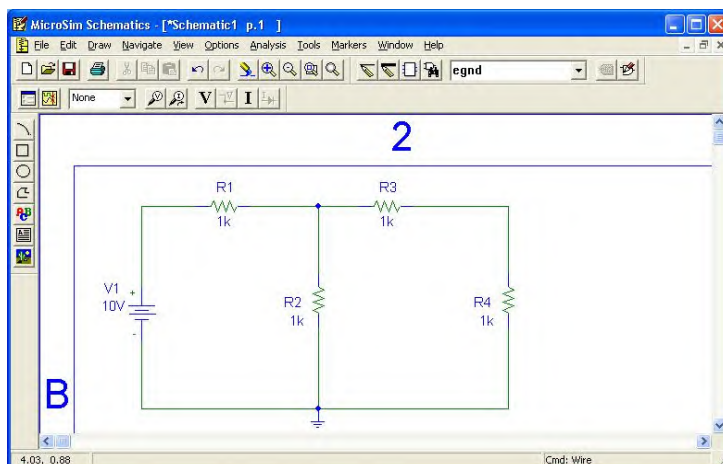 MicroSim Schematics - [*Schematic1 p.1 ]
File Edit Draw Navigate View Options Analysis Tools Markers Window Help
egnd
None V I
ABC
2
R1 R3
1k 1k
V1 +
10V
-
R2
1k
R4
1k
B
4.03, 0.88 Cmd: Wire